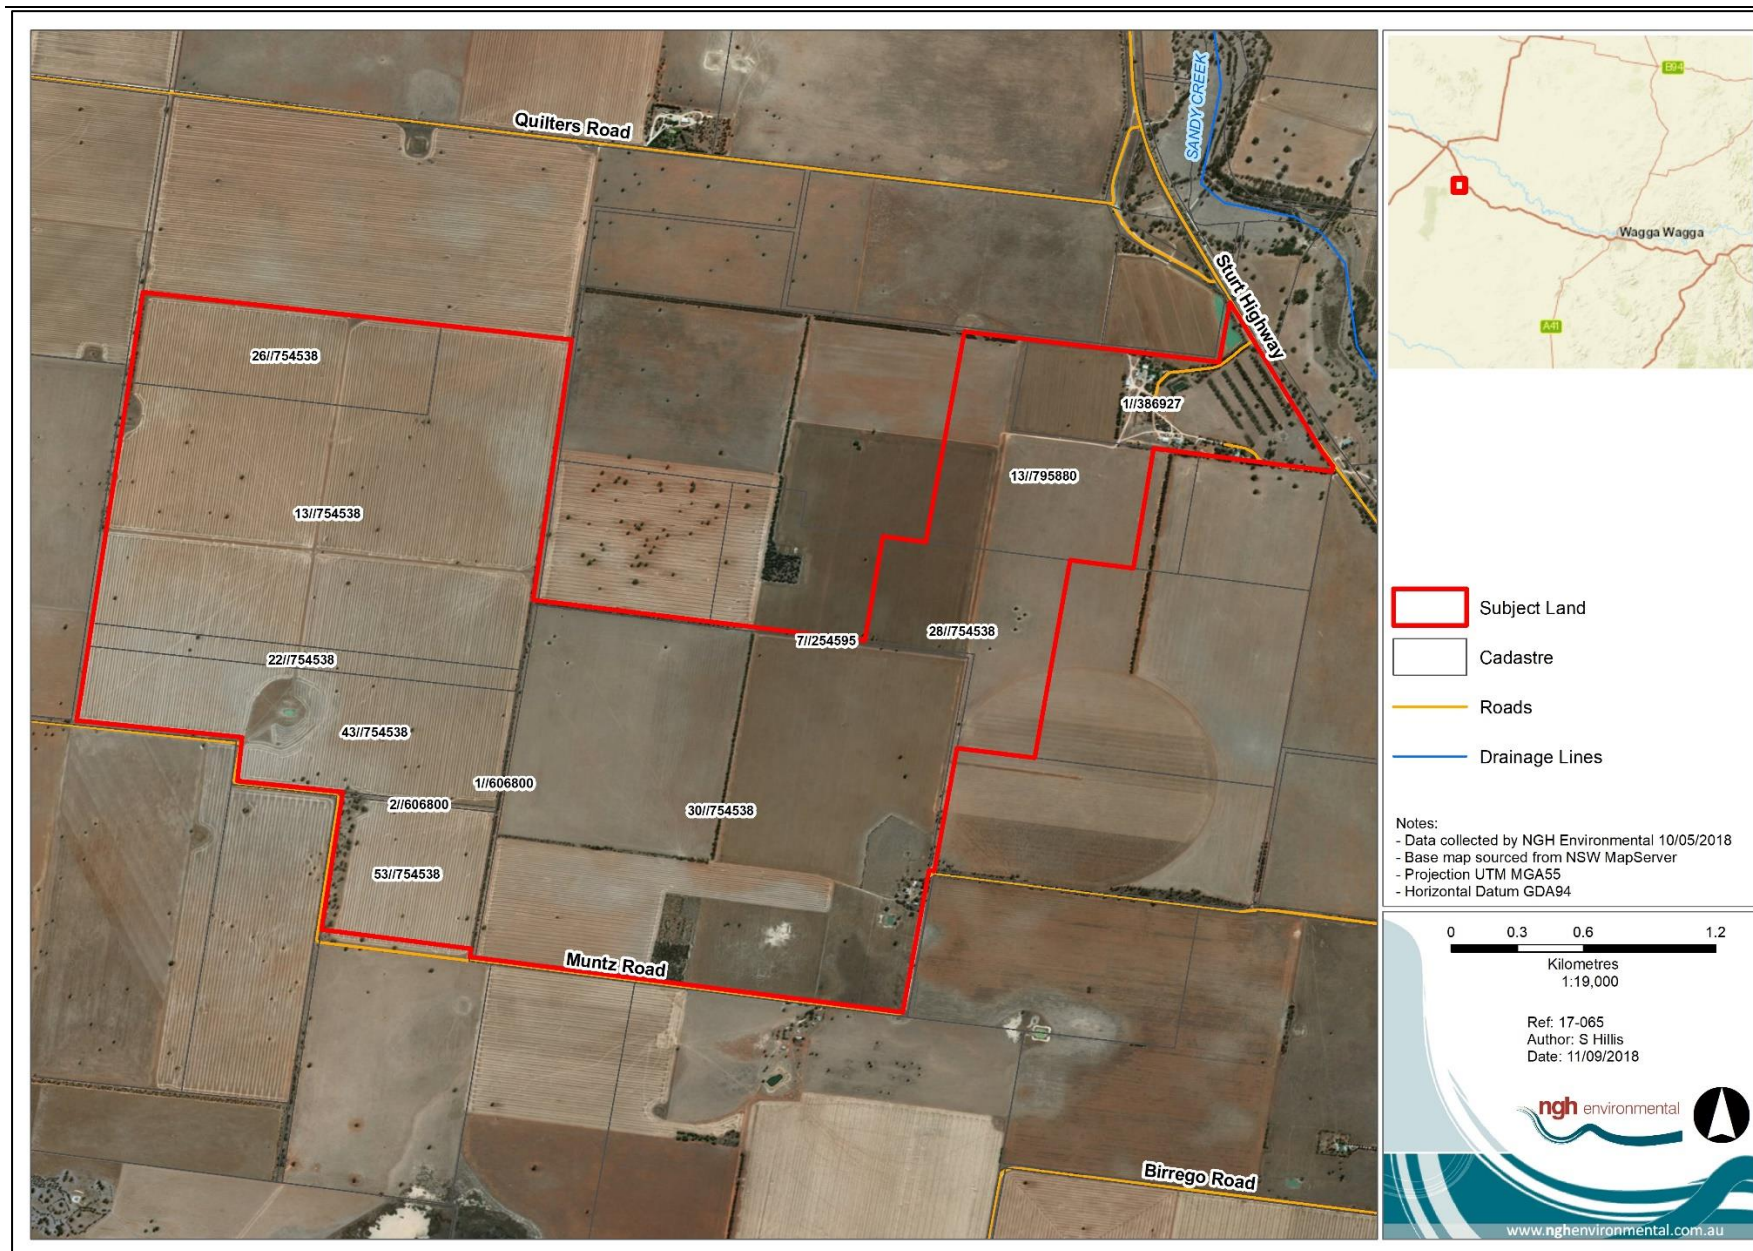 Quilters Road
SANDY CREEK
Sturt Highway
26//754538
1//386927
13//795880
13//754538
7//254595
28//754538
22//754538
43//754538
1//606800
2//606800
30//754538
53//754538
Muntz Road
Birrego Road
B94
Wagga Wagga
A41
Subject Land
Cadastre
Roads
Drainage Lines
Notes:
- Data collected by NGH Environmental 10/05/2018
- Base map sourced from NSW MapServer
- Projection UTM MGA55
- Horizontal Datum GDA94
0 0.3 0.6 1.2
Kilometres
1:19,000
Ref: 17-065
Author: S Hillis
Date: 11/09/2018
ngh environmental
www.nghenvironmental.com.au